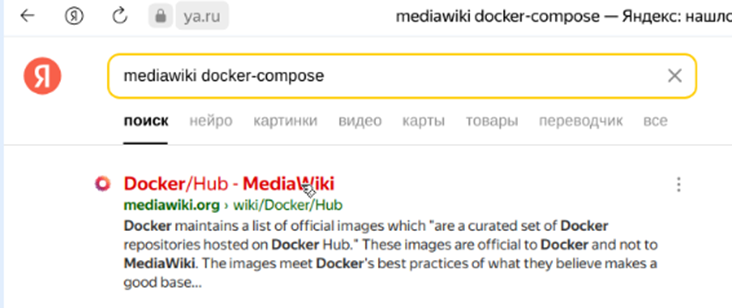 Я ya.ru mediawiki docker-compose — Яндекс: нашло
Я mediawiki docker-compose
поиск нейро картинки видео карты товары переводчик все
Docker/Hub - MediaWiki
mediawiki.org › wiki/Docker/Hub
Docker maintains a list of official images which "are a curated set of Docker
repositories hosted on Docker Hub." These images are official to Docker and not to
MediaWiki. The images meet Docker's best practices of what they believe makes a
good base...